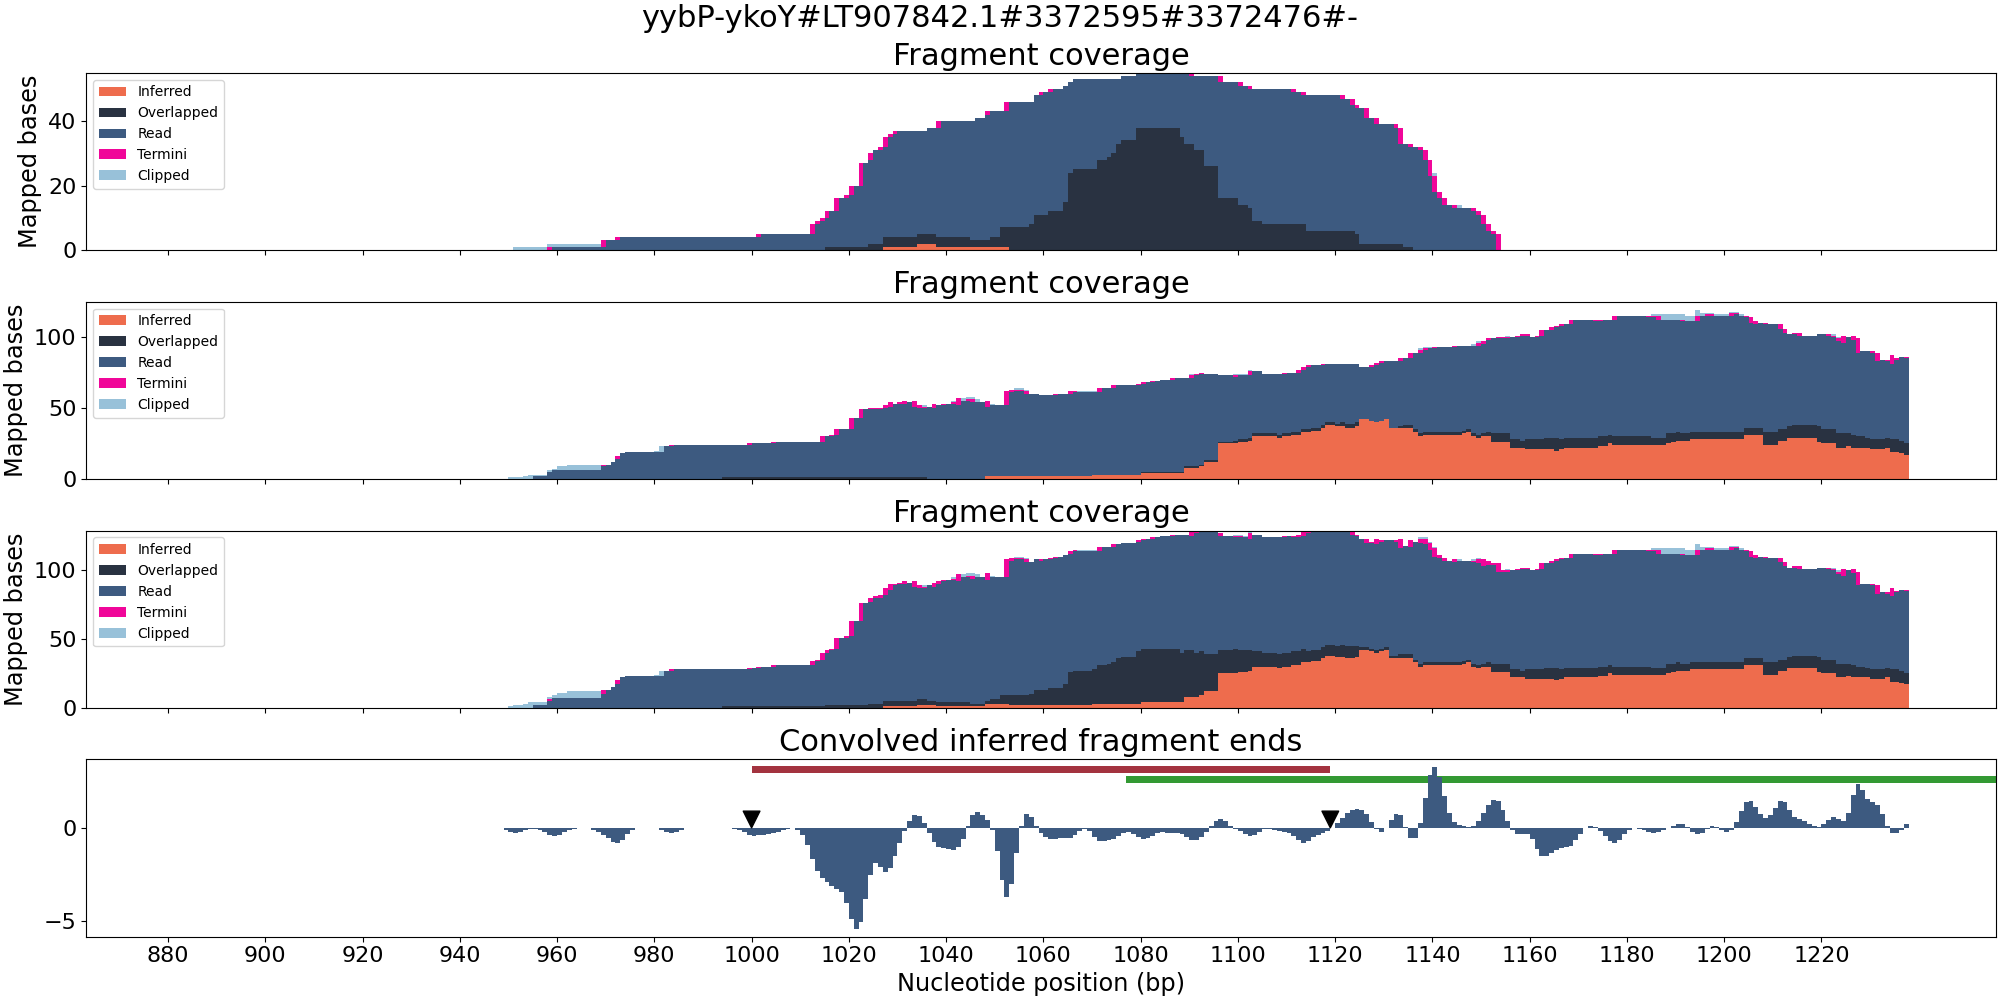 yybP-ykoY#LT907842.1#3372595#3372476#-
Fragment coverage
Mapped bases
40
20
0
Inferred
Overlapped
Read
Termini
Clipped
Fragment coverage
Mapped bases
100
50
0
Inferred
Overlapped
Read
Termini
Clipped
Fragment coverage
Mapped bases
100
50
0
Inferred
Overlapped
Read
Termini
Clipped
Convolved inferred fragment ends
0
−5
880 900 920 940 960 980 1000 1020 1040 1060 1080 1100 1120 1140 1160 1180 1200 1220
Nucleotide position (bp)